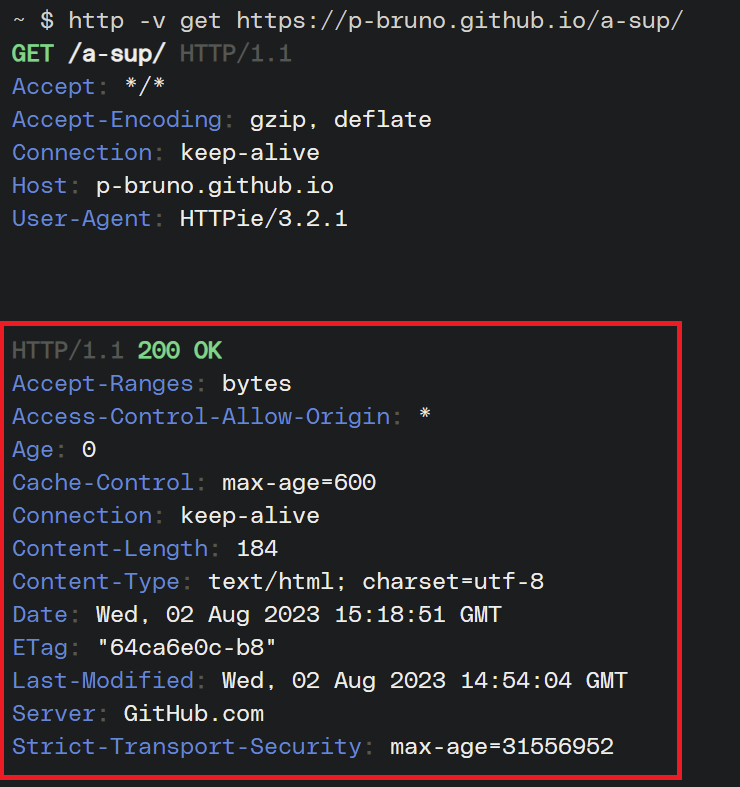 ~ $ http -v get https://p-bruno.github.io/a-sup/
GET /a-sup/ HTTP/1.1
Accept: */*
Accept-Encoding: gzip, deflate
Connection: keep-alive
Host: p-bruno.github.io
User-Agent: HTTPie/3.2.1
HTTP/1.1 200 OK
Accept-Ranges: bytes
Access-Control-Allow-Origin: *
Age: 0
Cache-Control: max-age=600
Connection: keep-alive
Content-Length: 184
Content-Type: text/html; charset=utf-8
Date: Wed, 02 Aug 2023 15:18:51 GMT
ETag: "64ca6e0c-b8"
Last-Modified: Wed, 02 Aug 2023 14:54:04 GMT
Server: GitHub.com
Strict-Transport-Security: max-age=31556952